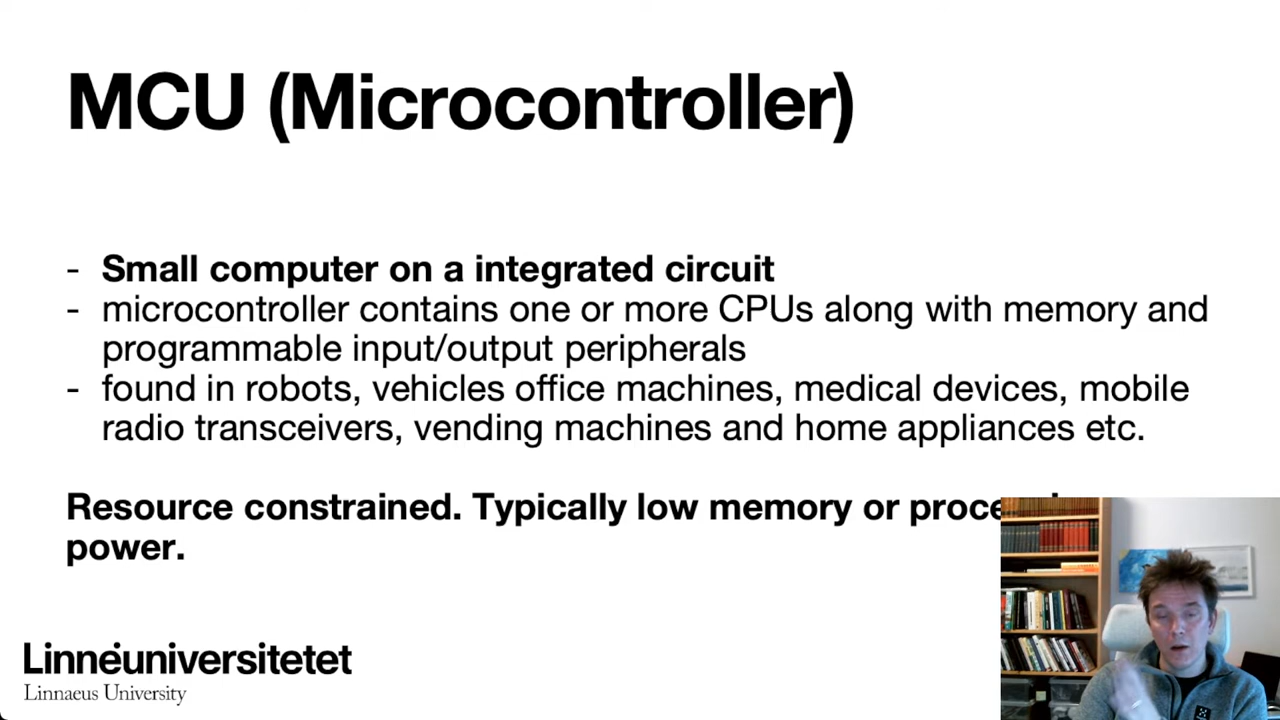 MCU (Microcontroller)
- Small computer on a integrated circuit
- microcontroller contains one or more CPUs along with memory and
programmable input/output peripherals
- found in robots, vehicles office machines, medical devices, mobile
radio transceivers, vending machines and home appliances etc.
Resource constrained. Typically low memory or
power.
Linnéuniversitetet
Linnaeus University